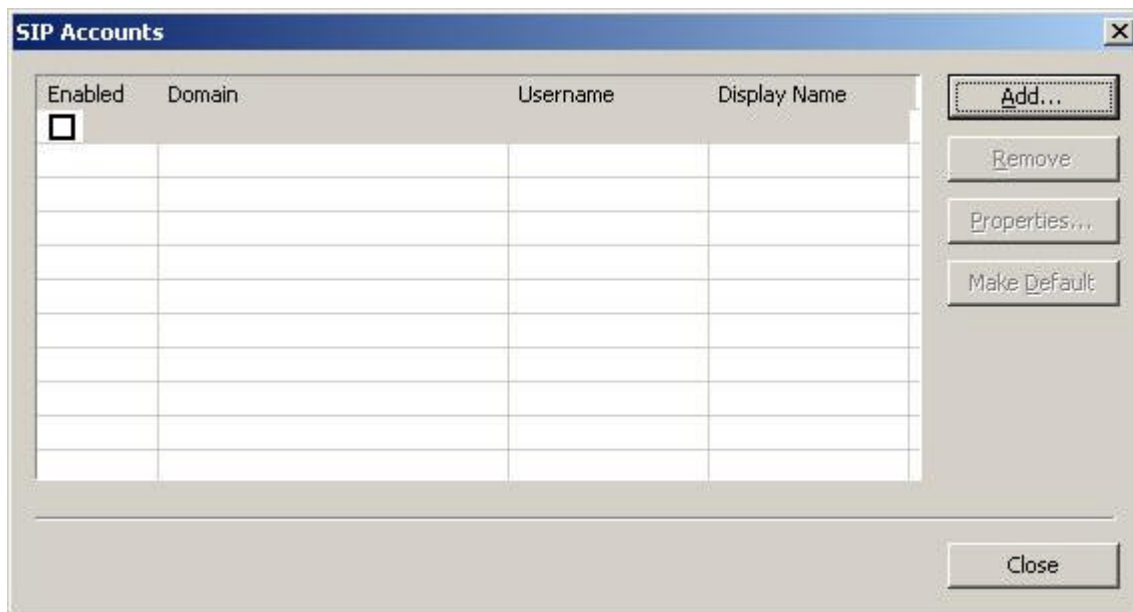 SIP Accounts
Enabled Domain Username Display Name
Add...
Remove
Properties...
Make Default
Close